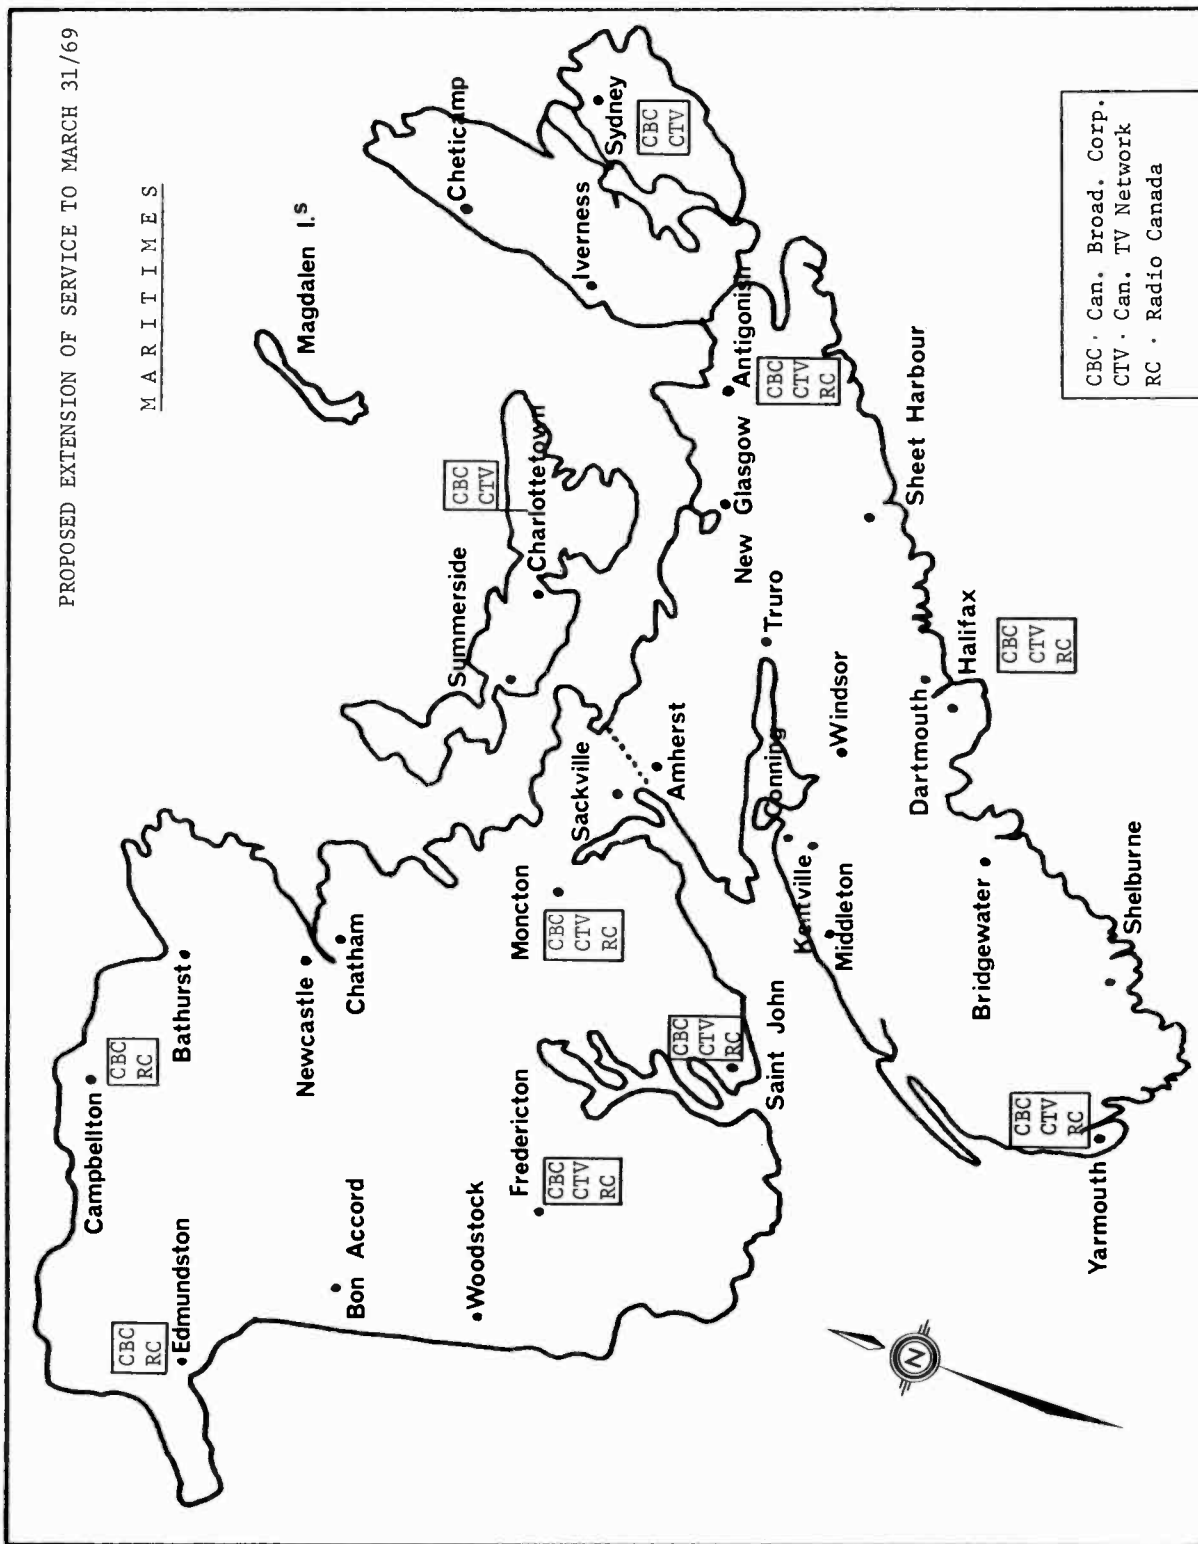 PROPOSED EXTENSION OF SERVICE TO MARCH 31/69
MARITIMES
Magdalen I.s
Cheticamp
Iverness
Sydney
CBC
CTV
Summerside
CBC
CTV
Charlottetown
Antigonish
CBC
CTV
RC
New Glasgow
Truro
Sheet Harbour
Campbellton
CBC
RC
Edmundston
CBC
RC
Bathurst
Newcastle
Chatham
Bon Accord
Woodstock
Fredericton
CBC
CTV
RC
Moncton
CBC
CTV
RC
Sackville
Amherst
Saint John
CBC
CTV
RC
Kentville
Middleton
Windsor
Dartmouth
Halifax
CBC
CTV
RC
Bridgewater
Shelburne
Yarmouth
CBC
CTV
RC
N
CBC · Can. Broad. Corp.
CTV · Can. TV Network
RC · Radio Canada